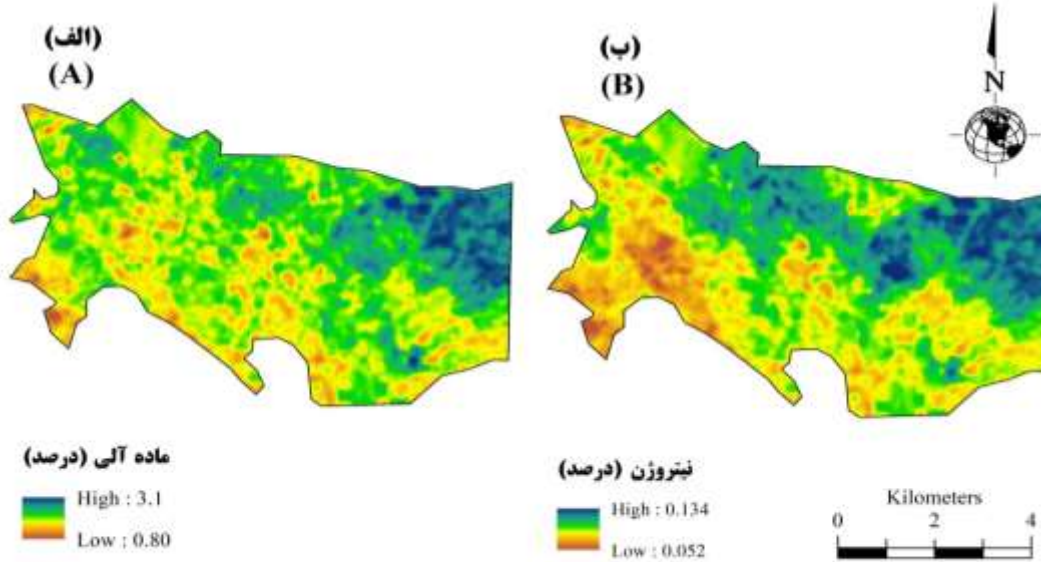 (الف)
(A)
(ب)
(B)
N
ماده آلی (درصد)
High : 3.1
Low : 0.80
نیتروژن (درصد)
High : 0.134
Low : 0.052
Kilometers
0 2 4